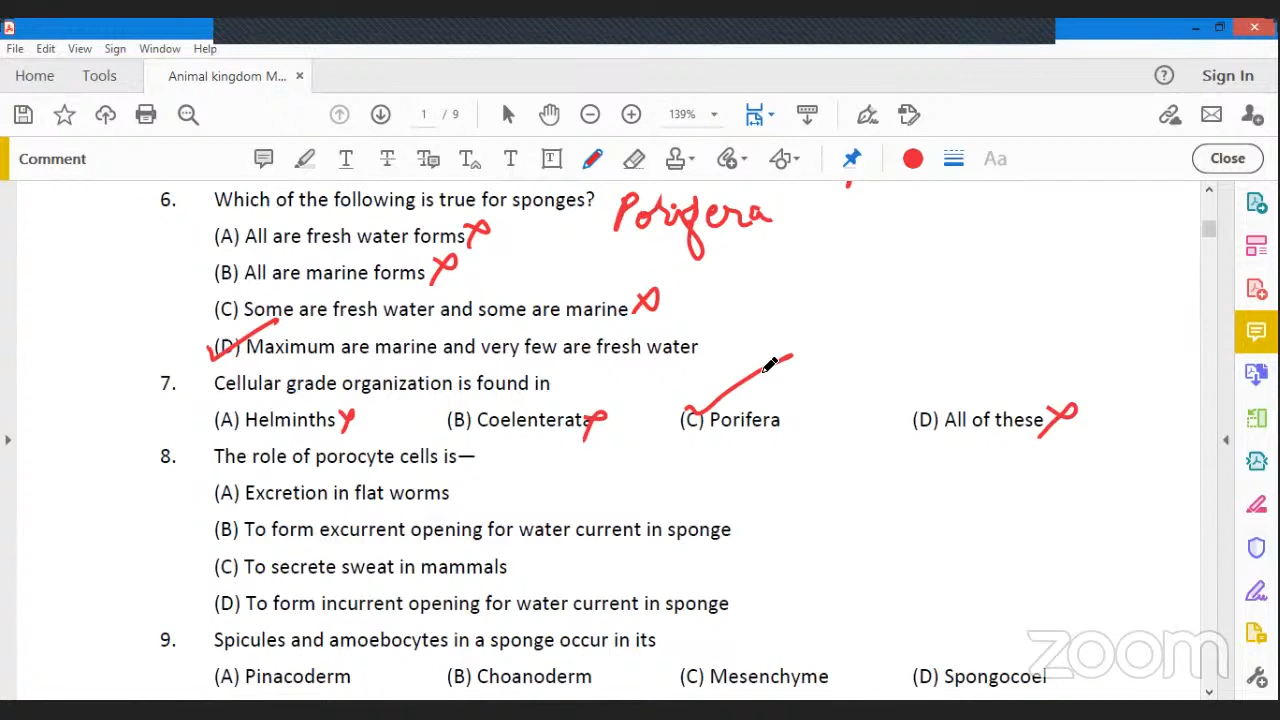 File Edit View Sign Window Help
Home Tools Animal kingdom M... × Sign In
1 / 9 139% Aa
Comment Close
6. Which of the following is true for sponges? Porifera
(A) All are fresh water forms
(B) All are marine forms
(C) Some are fresh water and some are marine
(D) Maximum are marine and very few are fresh water
7. Cellular grade organization is found in
(A) Helminths (B) Coelenterata (C) Porifera (D) All of these
8. The role of porocyte cells is—
(A) Excretion in flat worms
(B) To form excurrent opening for water current in sponge
(C) To secrete sweat in mammals
(D) To form incurrent opening for water current in sponge
9. Spicules and amoebocytes in a sponge occur in its
(A) Pinacoderm (B) Choanoderm (C) Mesenchyme (D) Spongocoel
zoom